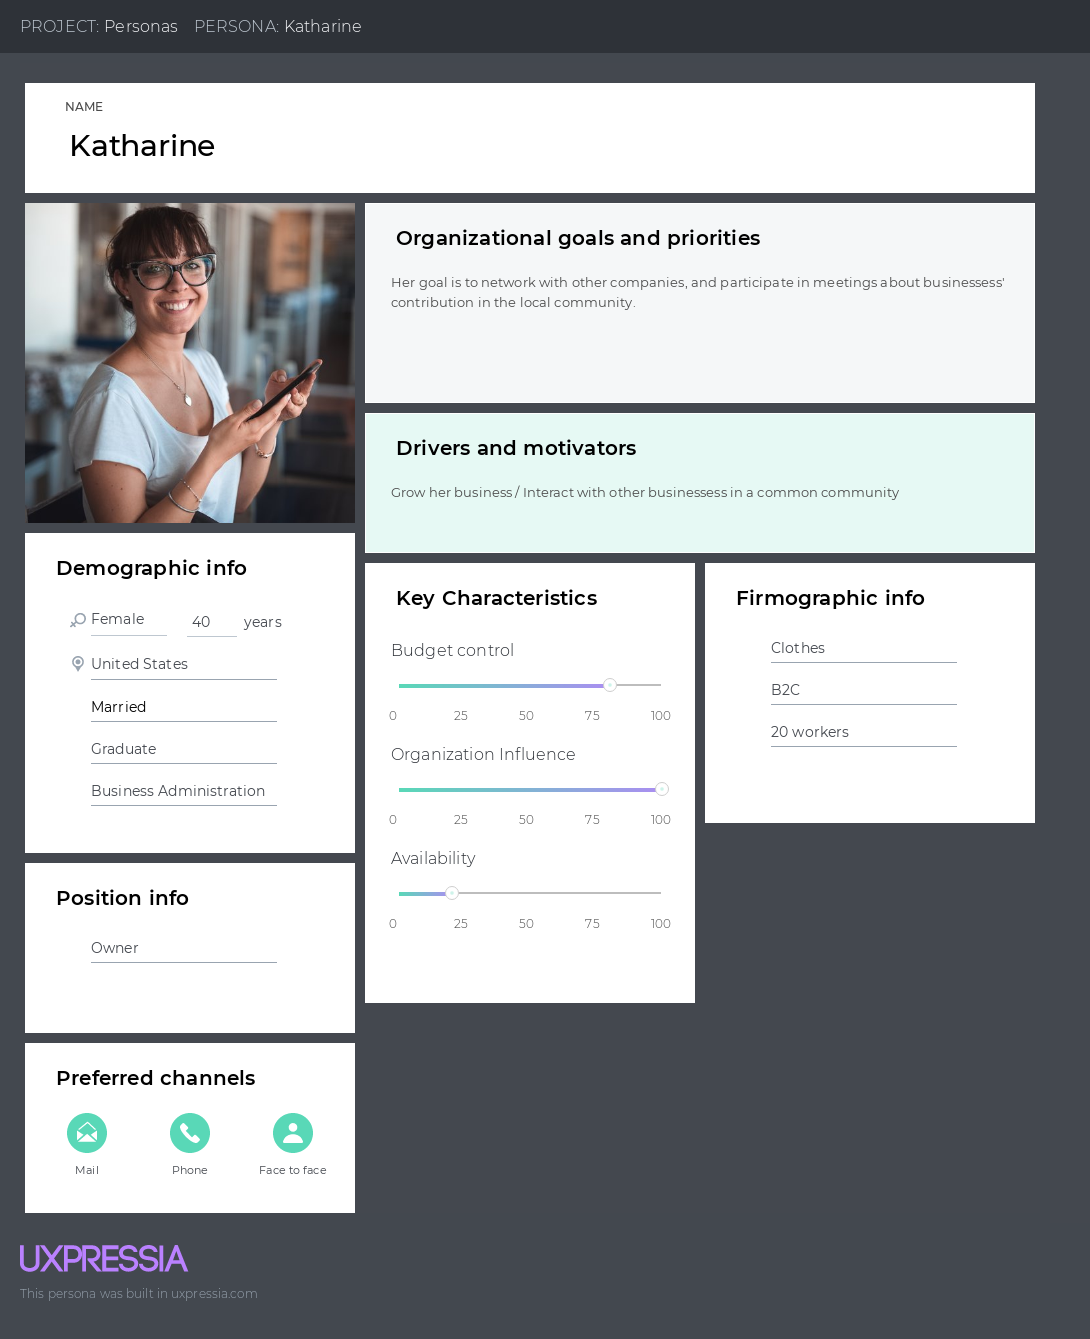 PROJECT: Personas PERSONA: Katharine
NAME
Katharine
Organizational goals and priorities
Her goal is to network with other companies, and participate in meetings about businessess'
contribution in the local community.
Drivers and motivators
Grow her business / Interact with other businessess in a common community
Demographic info
Female 40 years
United States
Married
Graduate
Business Administration
Key Characteristics
Budget control
0 25 50 75 100
Organization Influence
0 25 50 75 100
Availability
0 25 50 75 100
Firmographic info
Clothes
B2C
20 workers
Position info
Owner
Preferred channels
Mail Phone Face to face
UXPRESSIA
This persona was built in uxpressia.com